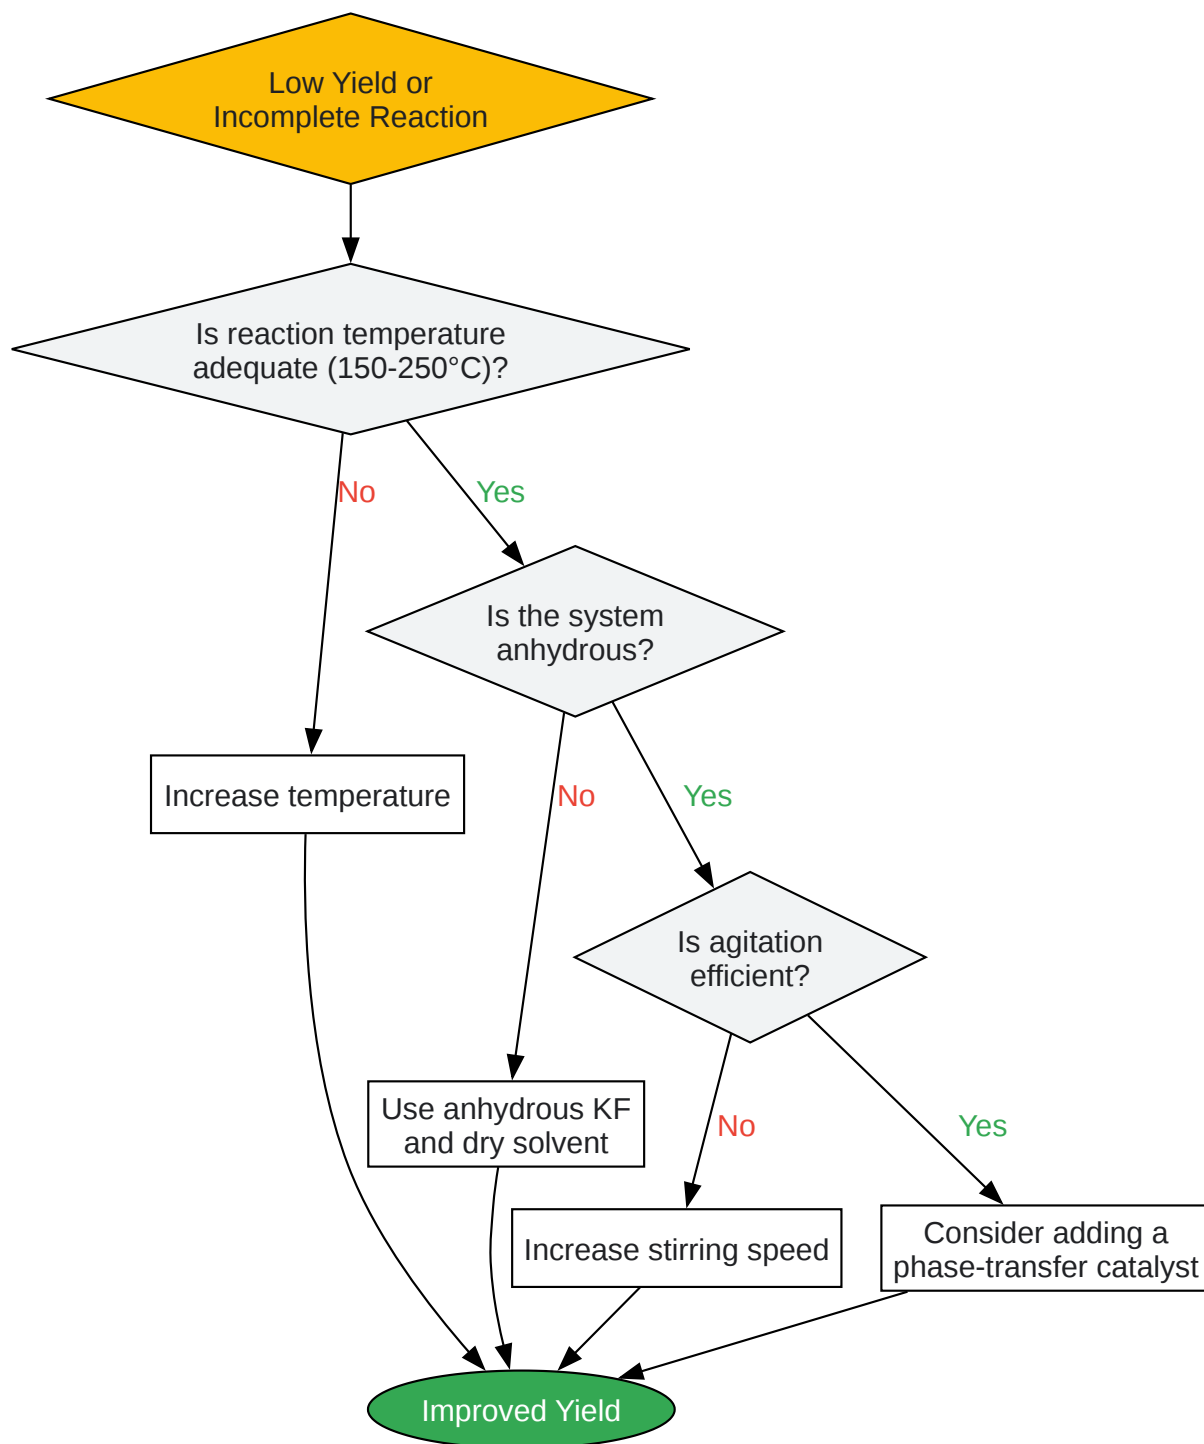 Low Yield or
Incomplete Reaction
Is reaction temperature
adequate (150-250°C)?
No
Yes
Is the system
anhydrous?
Increase temperature
No
Yes
Is agitation
efficient?
Use anhydrous KF
and dry solvent
No
Yes
Increase stirring speed
Consider adding a
phase-transfer catalyst
Improved Yield